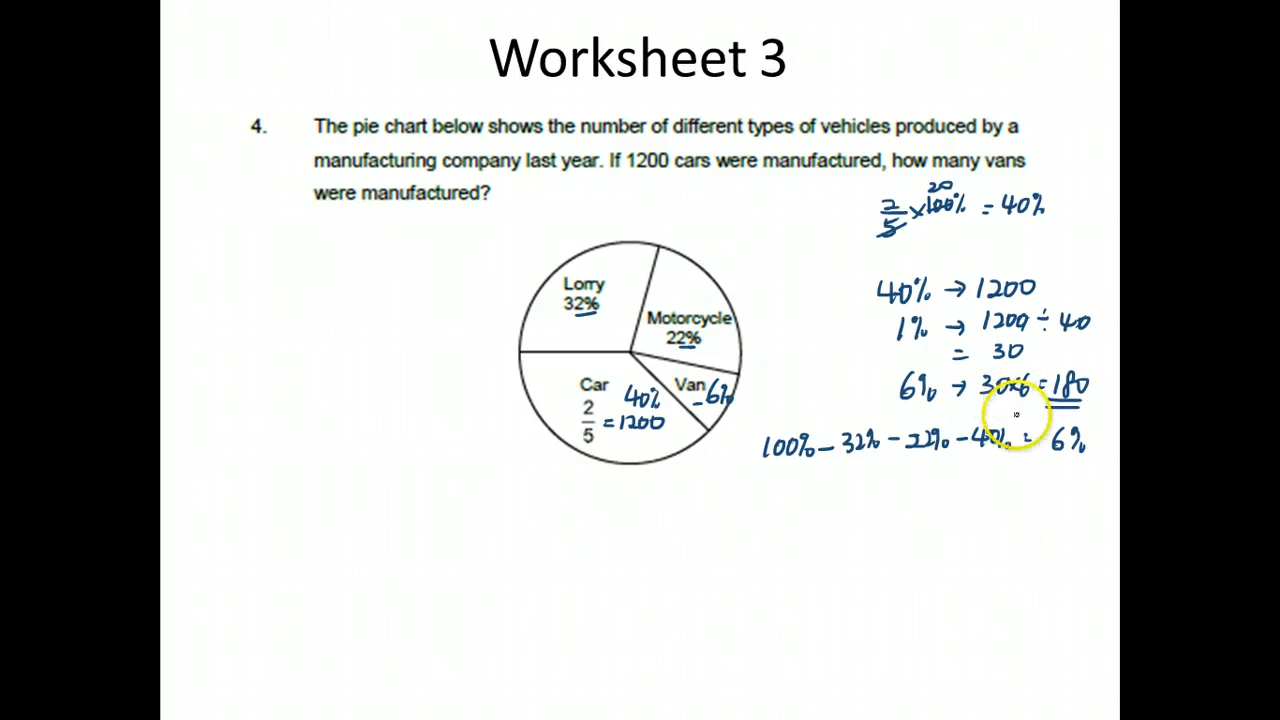 Worksheet 3
4. The pie chart below shows the number of different types of vehicles produced by a
manufacturing company last year. If 1200 cars were manufactured, how many vans
were manufactured?
20
2/5 × 100% = 40%
Lorry
32%
Motorcycle
22%
Car
2/5
40%
= 1200
Van
- 6%
40% → 1200
1% → 1200 ÷ 40
= 30
6% → 30×6 = 180
100% - 32% - 22% - 40% = 6%